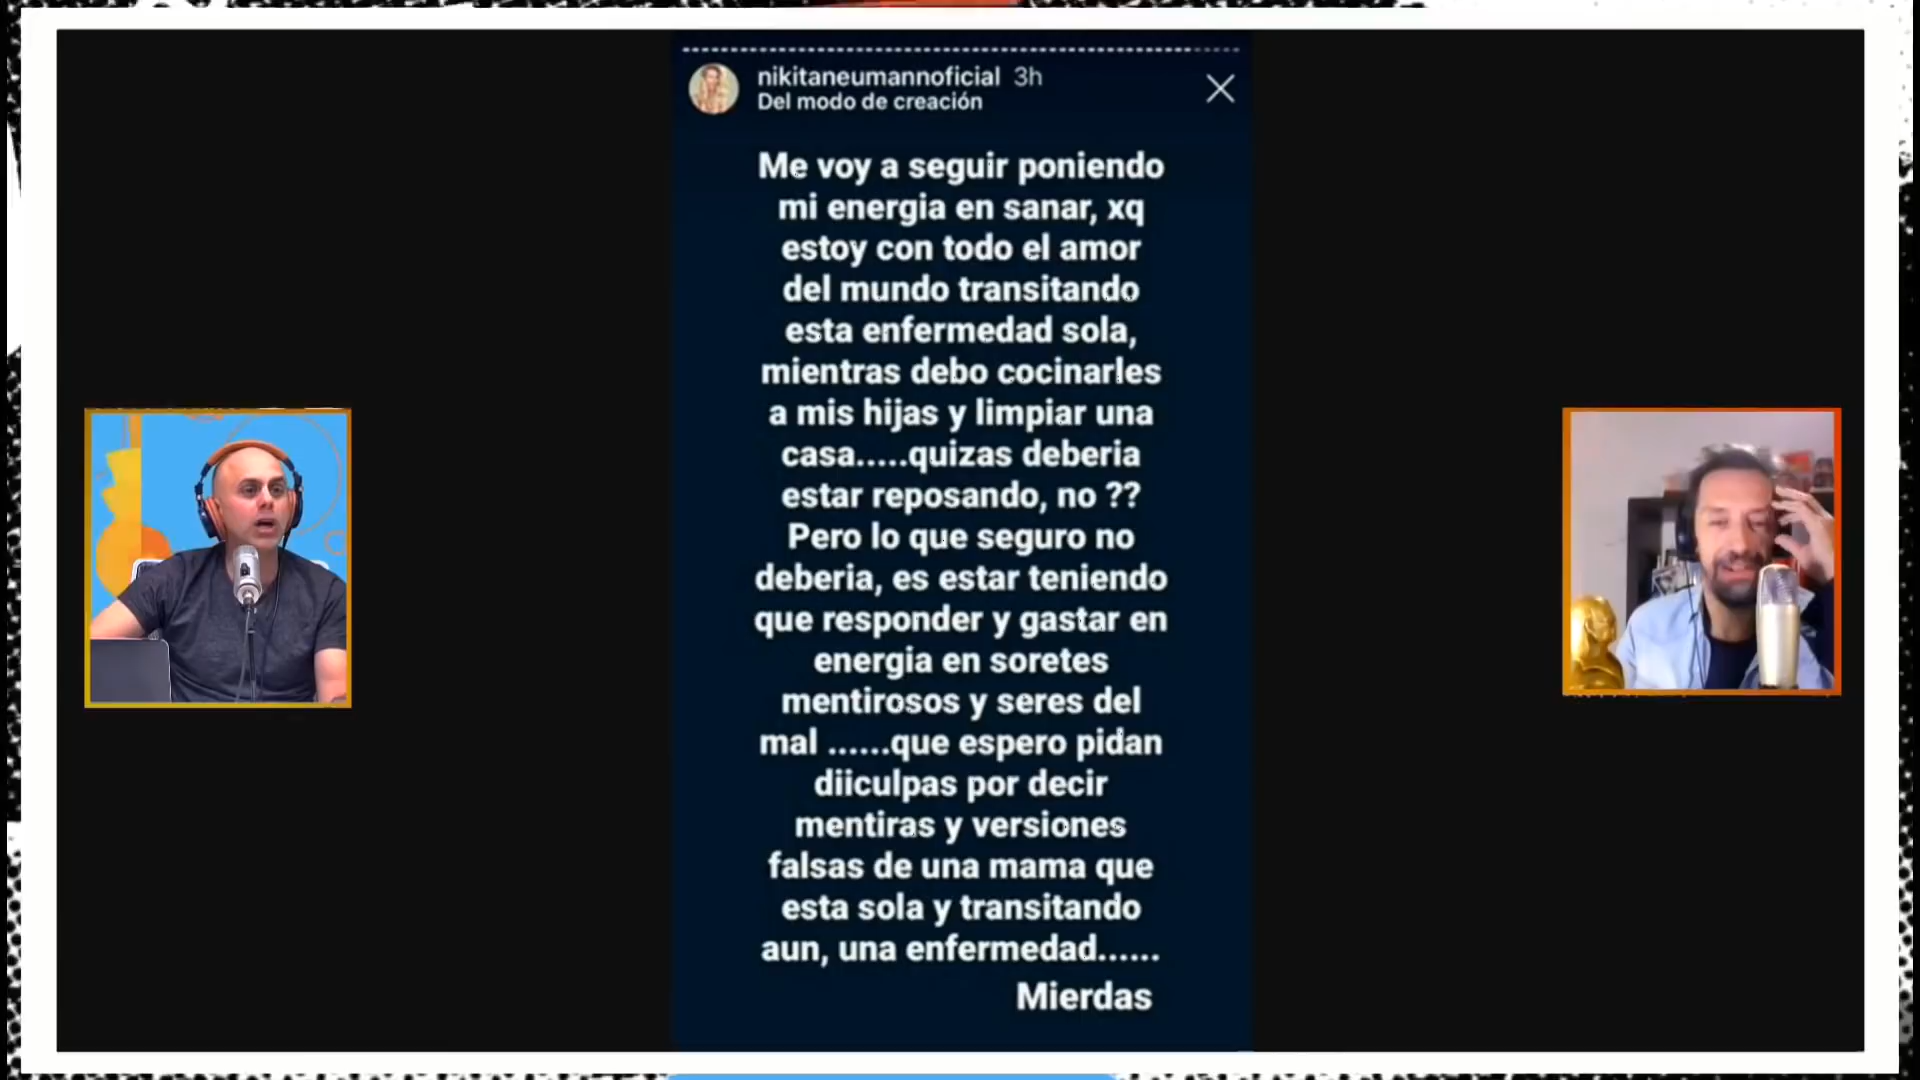 nikitaneumannoficial 3h
Del modo de creación
Me voy a seguir poniendo
mi energia en sanar, xq
estoy con todo el amor
del mundo transitando
esta enfermedad sola,
mientras debo cocinarles
a mis hijas y limpiar una
casa.....quizas deberia
estar reposando, no ??
Pero lo que seguro no
deberia, es estar teniendo
que responder y gastar en
energia en soretes
mentirosos y seres del
mal ......que espero pidan
diiculpas por decir
mentiras y versiones
falsas de una mama que
esta sola y transitando
aun, una enfermedad......
Mierdas